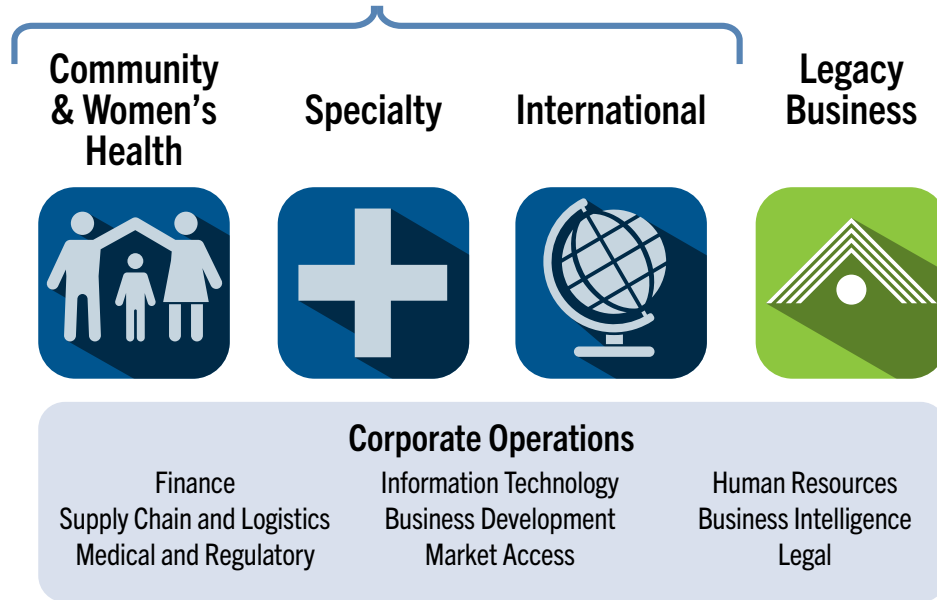 Community
& Women's
Health
Specialty
International
Legacy
Business
Corporate Operations
Finance
Supply Chain and Logistics
Medical and Regulatory
Information Technology
Business Development
Market Access
Human Resources
Business Intelligence
Legal